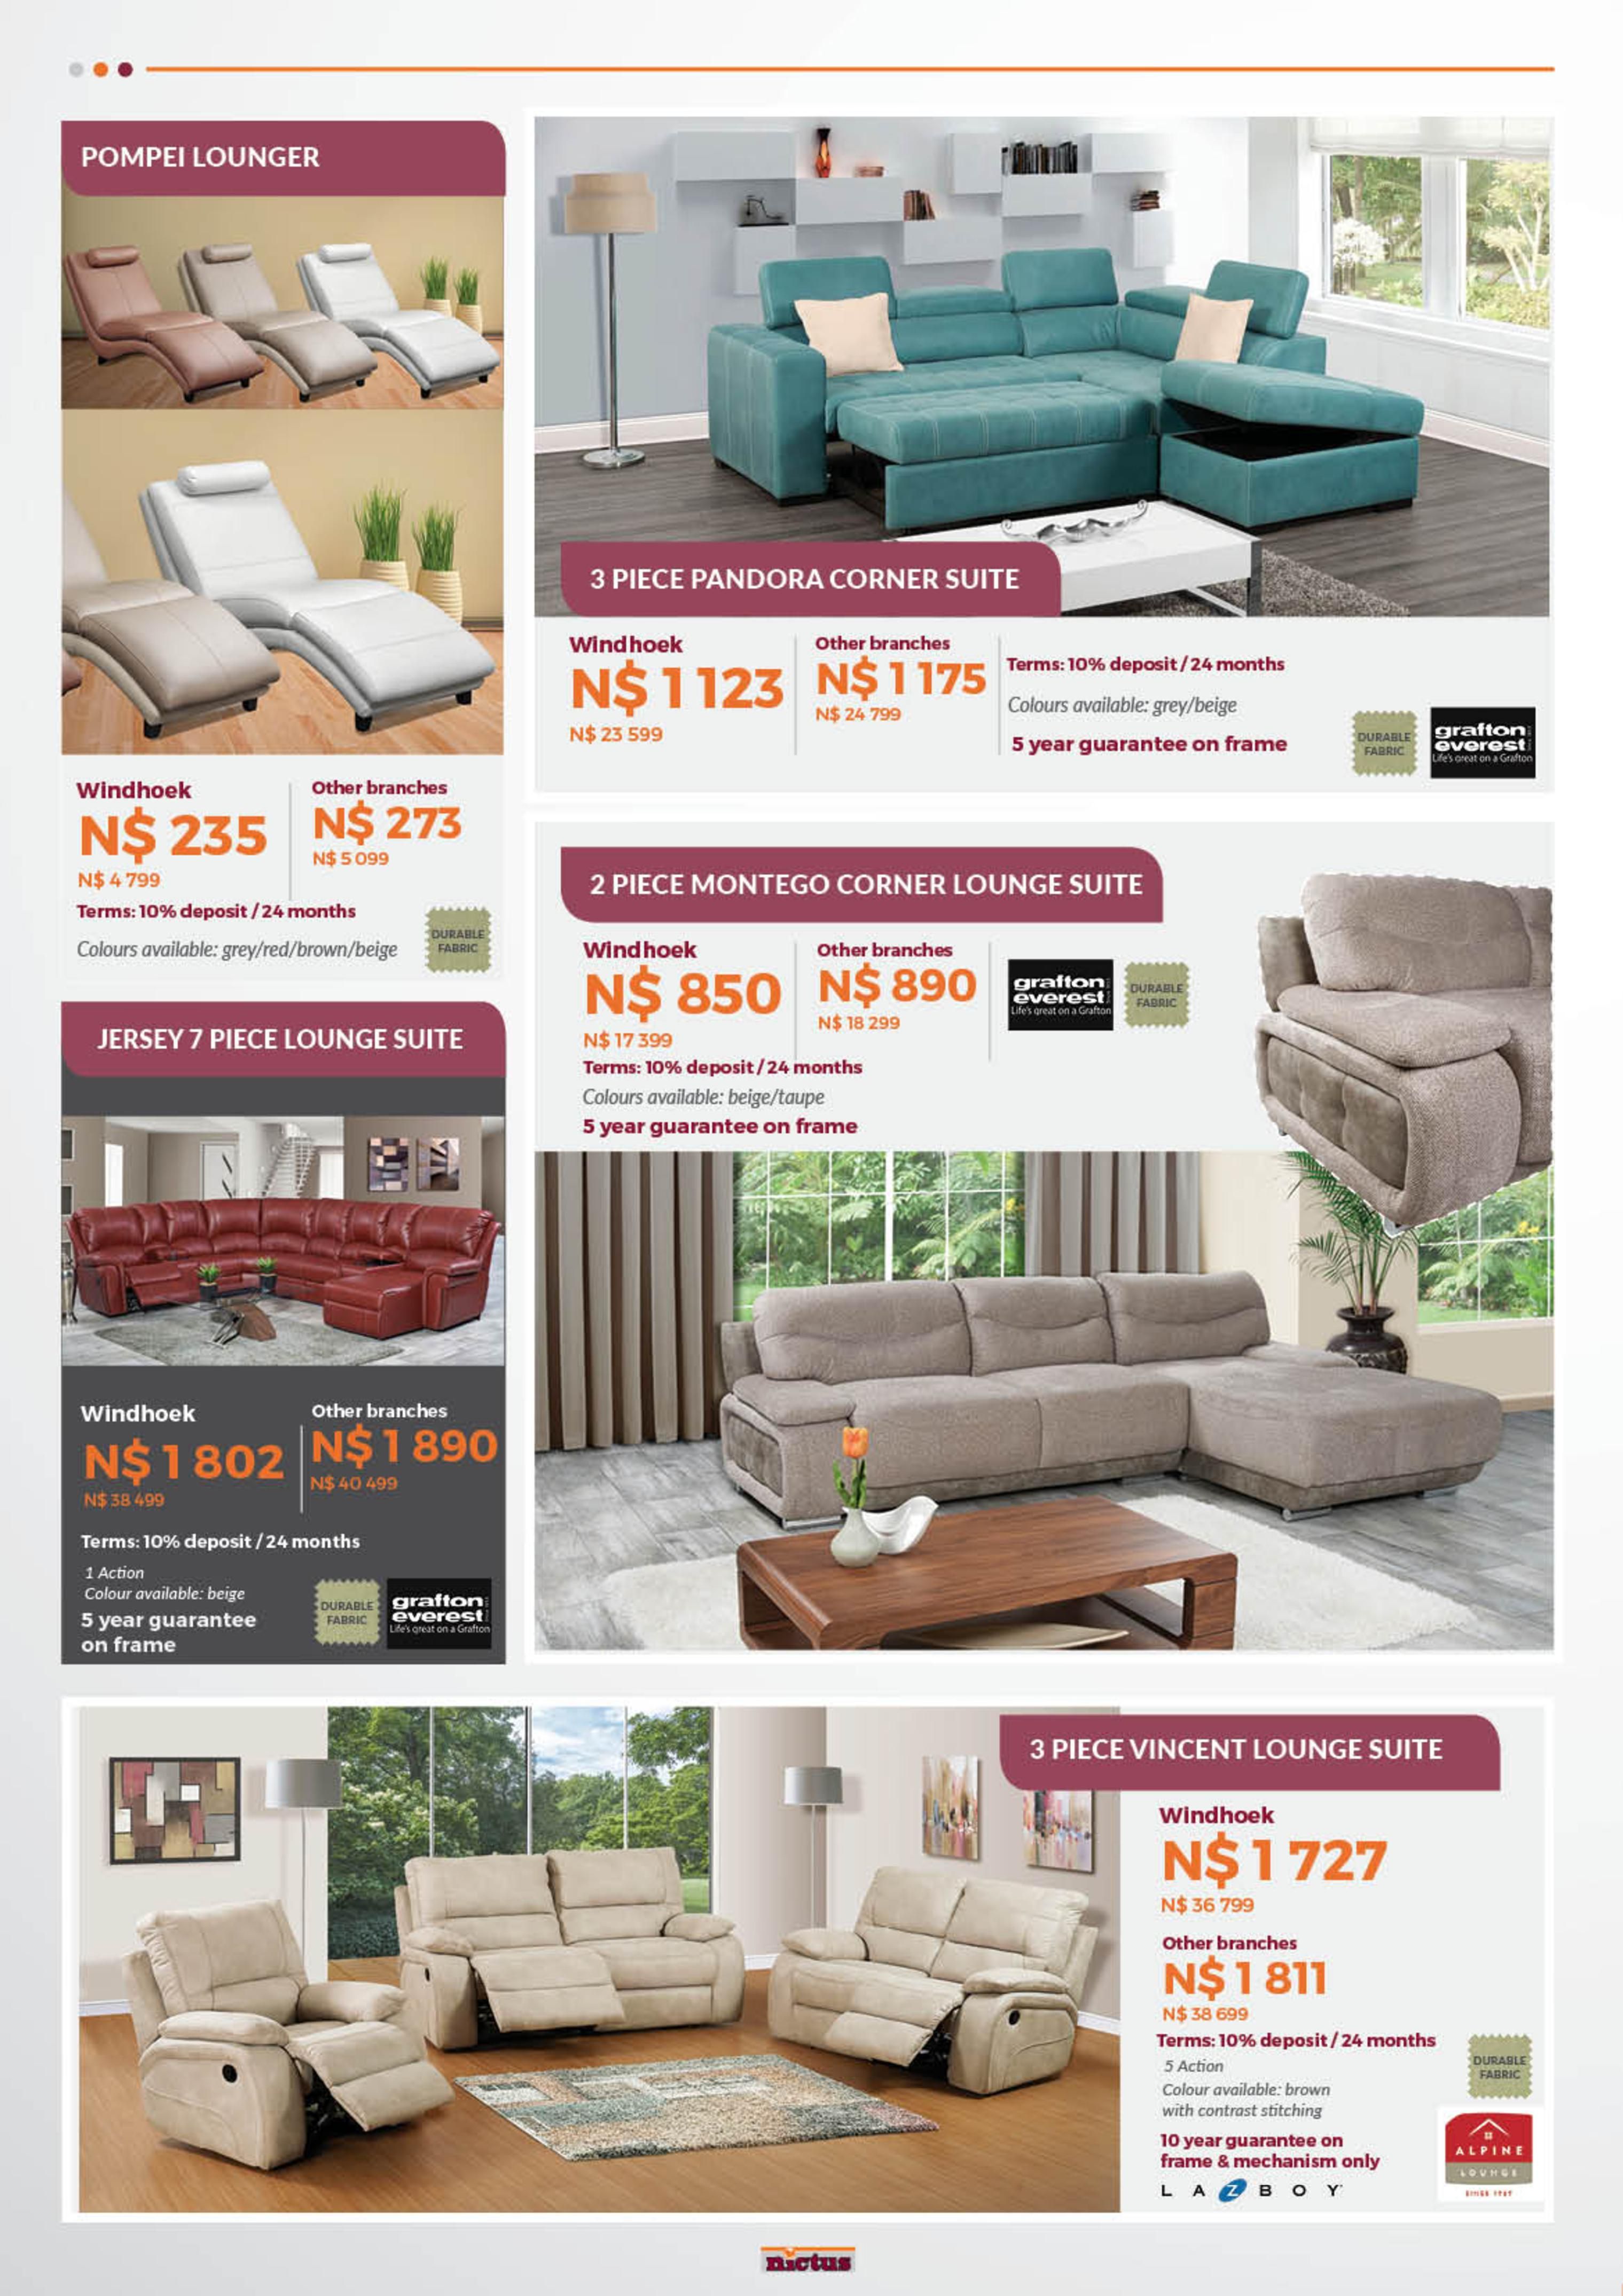 POMPEI LOUNGER
Windhoek
N$ 235
N$ 4 799
Other branches
N$ 273
N$ 5 099
Terms: 10% deposit / 24 months
Colours available: grey/red/brown/beige
DURABLE
FABRIC
3 PIECE PANDORA CORNER SUITE
Windhoek
N$ 1 123
N$ 23 599
Other branches
N$ 1 175
N$ 24 799
Terms: 10% deposit / 24 months
Colours available: grey/beige
5 year guarantee on frame
DURABLE
FABRIC
grafton
everest
Life's great on a Grafton
2 PIECE MONTEGO CORNER LOUNGE SUITE
Windhoek
N$ 850
N$ 17 399
Other branches
N$ 890
N$ 18 299
Terms: 10% deposit / 24 months
Colours available: beige/taupe
5 year guarantee on frame
grafton
everest
Life's great on a Grafton
DURABLE
FABRIC
JERSEY 7 PIECE LOUNGE SUITE
Windhoek
N$ 1 802
N$ 38 499
Other branches
N$ 1 890
N$ 40 499
Terms: 10% deposit / 24 months
1 Action
Colour available: beige
5 year guarantee
on frame
DURABLE
FABRIC
grafton
everest
Life's great on a Grafton
3 PIECE VINCENT LOUNGE SUITE
Windhoek
N$ 1 727
N$ 36 799
Other branches
N$ 1 811
N$ 38 699
Terms: 10% deposit / 24 months
5 Action
Colour available: brown
with contrast stitching
10 year guarantee on
frame & mechanism only
LAZBOY
DURABLE
FABRIC
ALPINE
LOUNGE
nictus